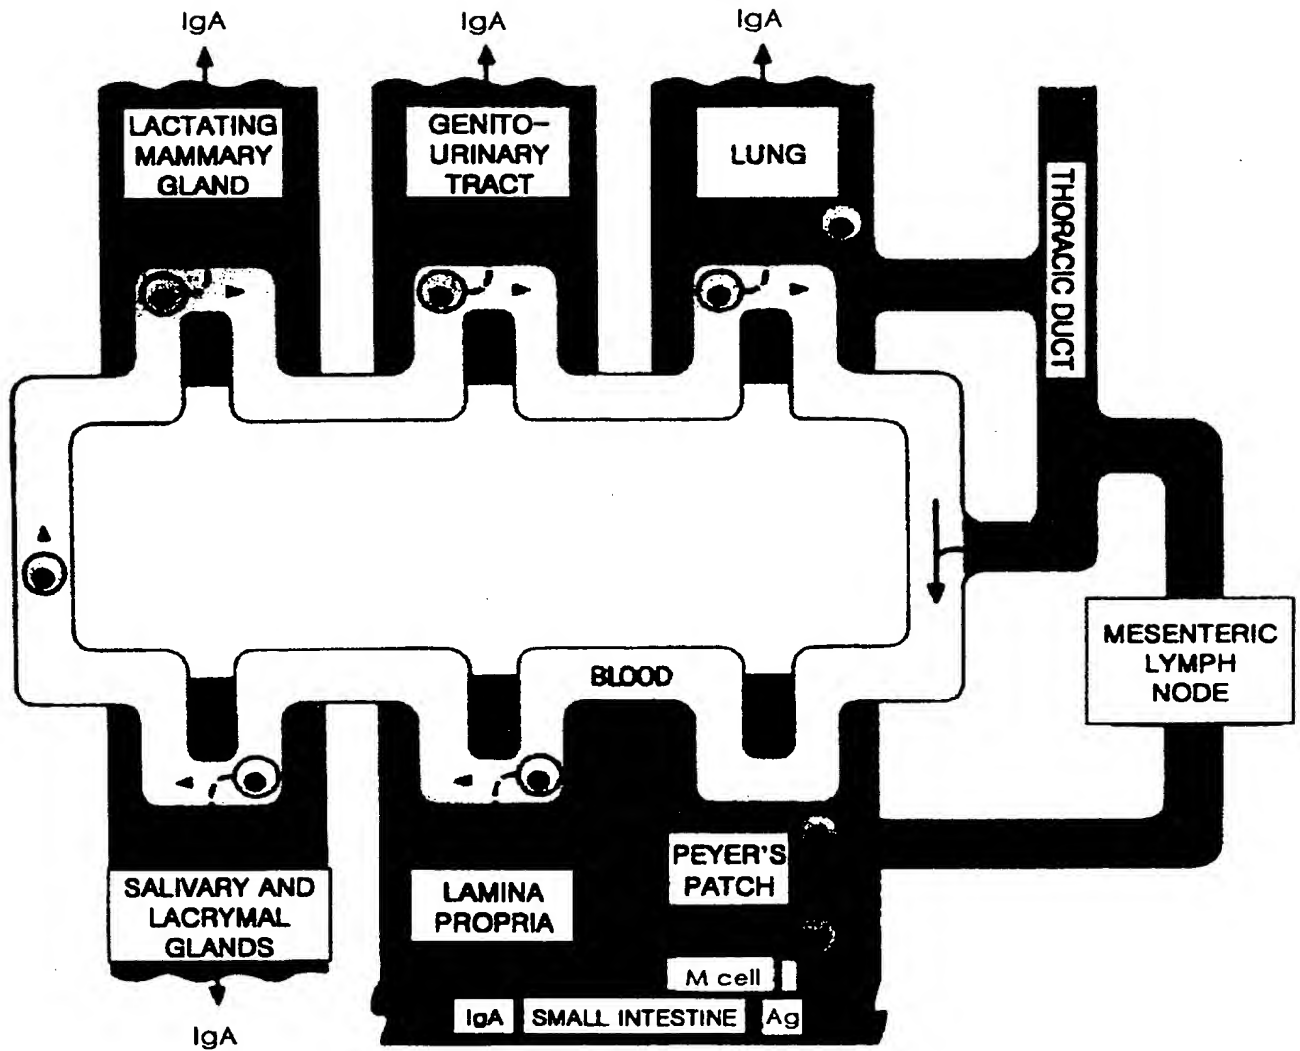 IgA
IgA
IgA
LACTATING
MAMMARY
GLAND
GENITO-
URINARY
TRACT
LUNG
THORACIC DUCT
MESENTERIC
LYMPH
NODE
BLOOD
SALIVARY AND
LACRYMAL
GLANDS
LAMINA
PROPRIA
PEYER'S
PATCH
M cell
IgA
SMALL INTESTINE
Ag
IgA